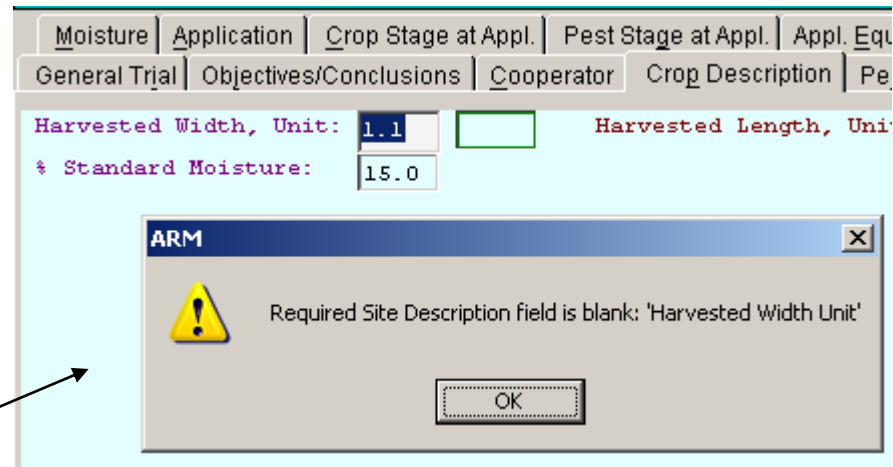 Moisture Application Crop Stage at Appl. Pest Stage at Appl. Appl.
General Trial Objectives/Conclusions Cooperator Crop Description
Harvested Width, Unit: 1.1 Harvested Length,
% Standard Moisture: 15.0
ARM
Required Site Description field is blank: 'Harvested Width Unit'
OK